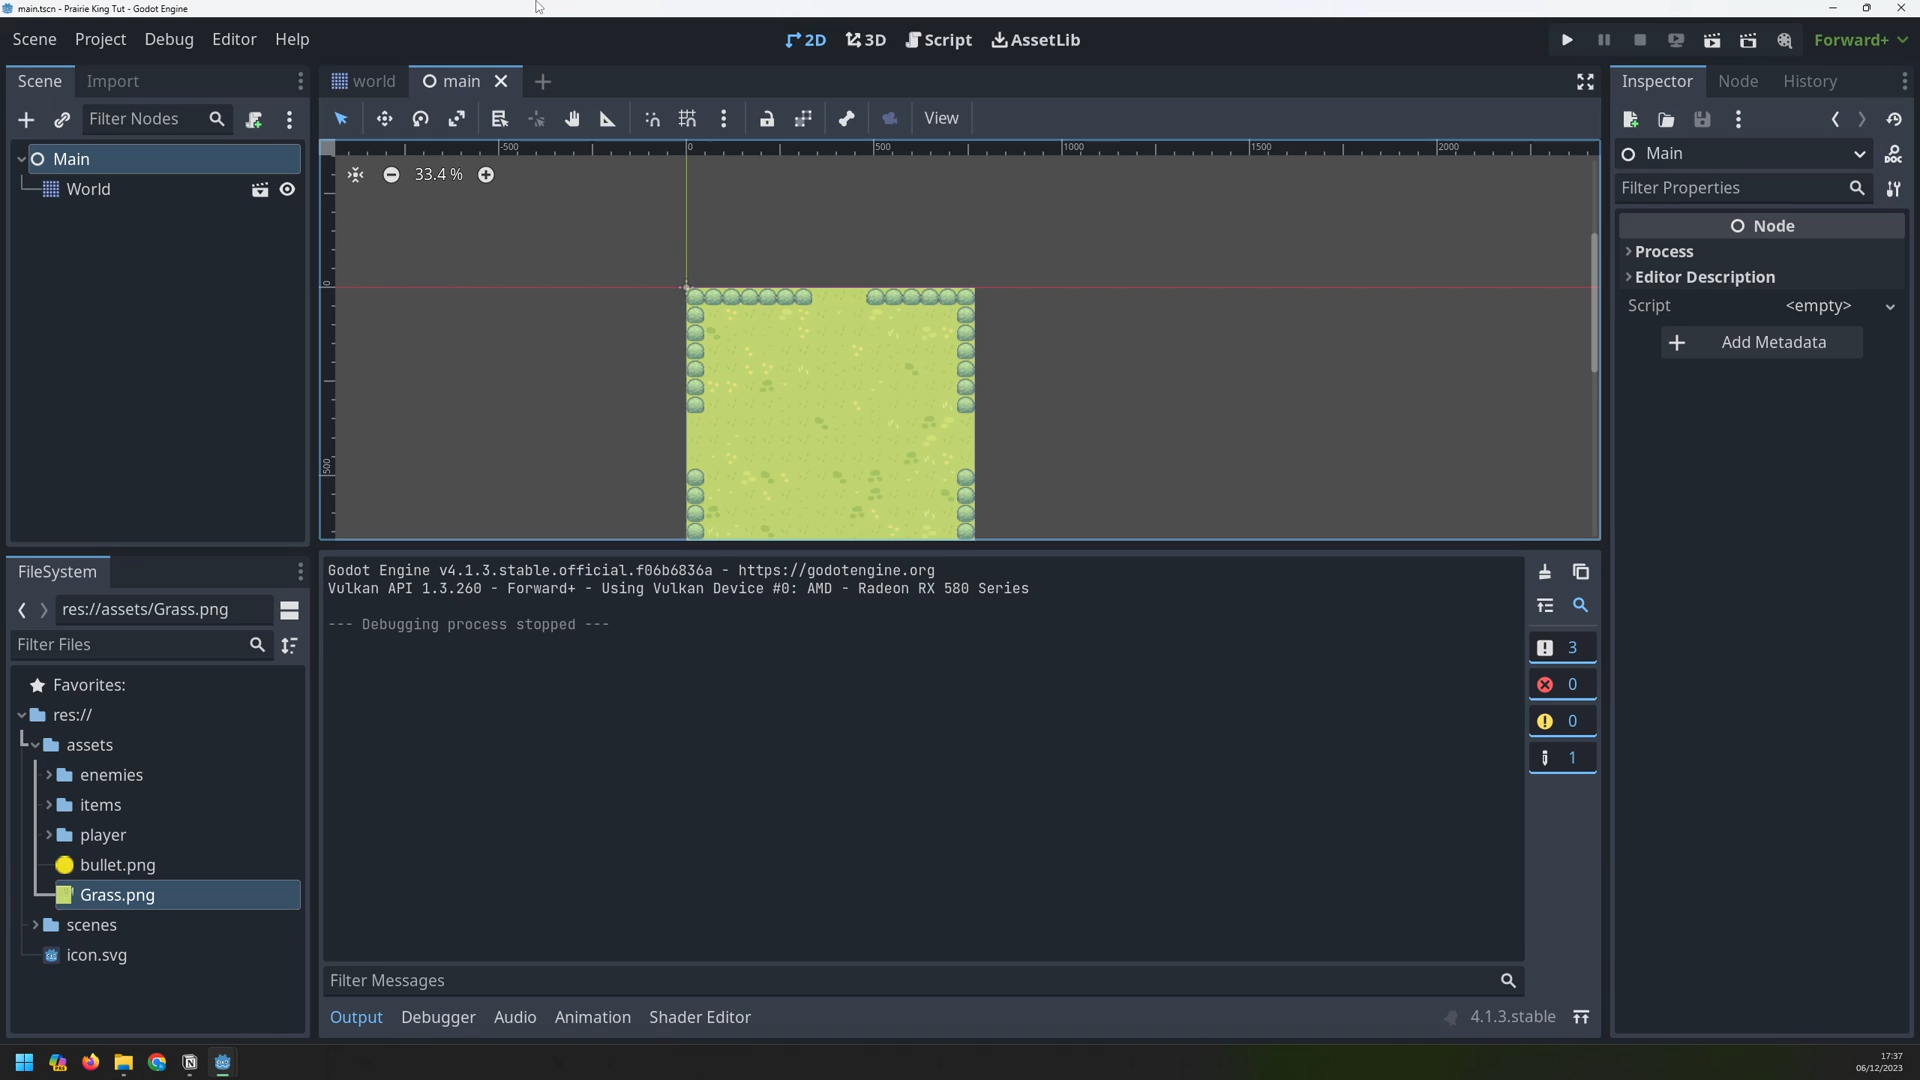 main.tscn - Prairie King Tut - Godot Engine
Scene Project Debug Editor Help
2D 3D Script AssetLib
Forward+
Scene Import
world main
Inspector Node History
Filter Nodes
View
Main
World
-500 0 500 1000 1500 2000
33.4 %
0
500
Main
Filter Properties
Node
Process
Editor Description
Script <empty>
Add Metadata
FileSystem
res://assets/Grass.png
Filter Files
Favorites:
res://
assets
enemies
items
player
bullet.png
Grass.png
scenes
icon.svg
Godot Engine v4.1.3.stable.official.f06b6836a - https://godotengine.org
Vulkan API 1.3.260 - Forward+ - Using Vulkan Device #0: AMD - Radeon RX 580 Series
--- Debugging process stopped ---
3
0
0
1
Filter Messages
Output Debugger Audio Animation Shader Editor
4.1.3.stable
17:37
06/12/2023